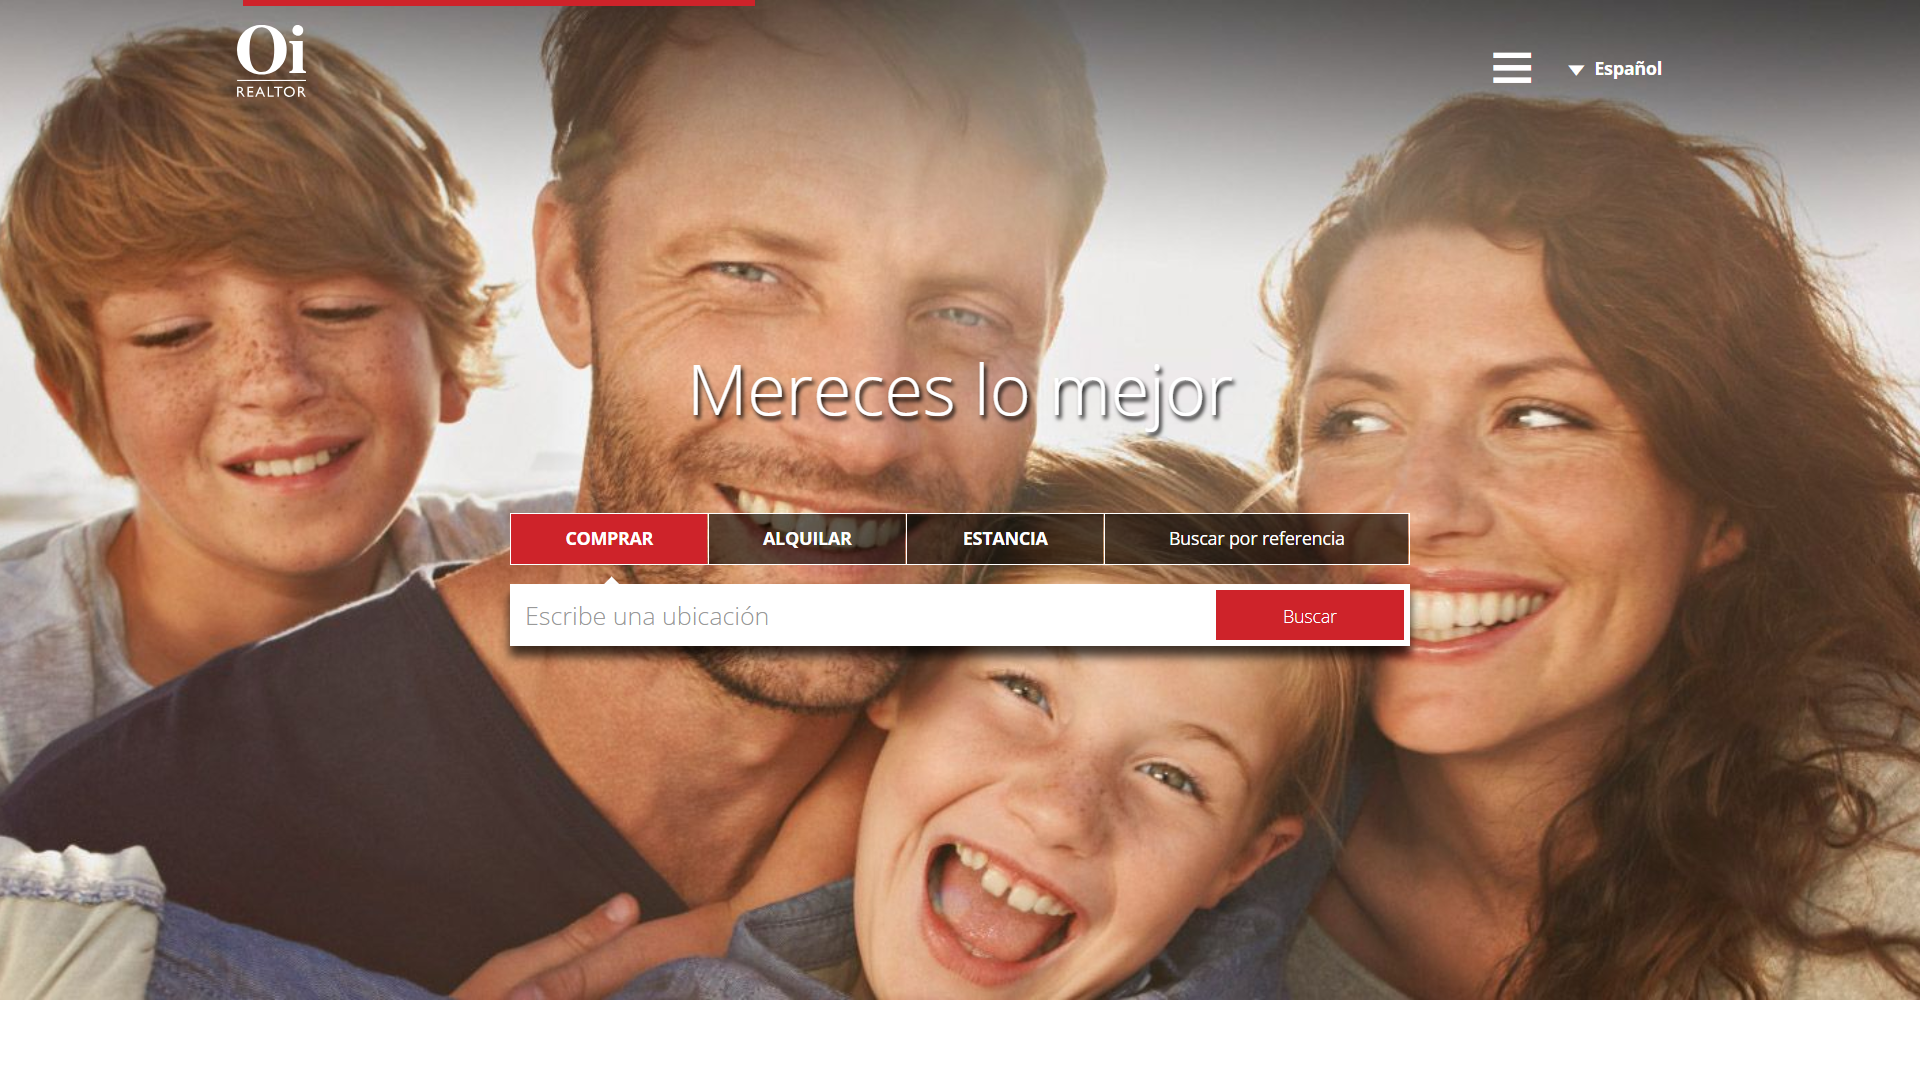 Oi
REALTOR
Español
Mereces lo mejor
COMPRAR
ALQUILAR
ESTANCIA
Buscar por referencia
Escribe una ubicación
Buscar